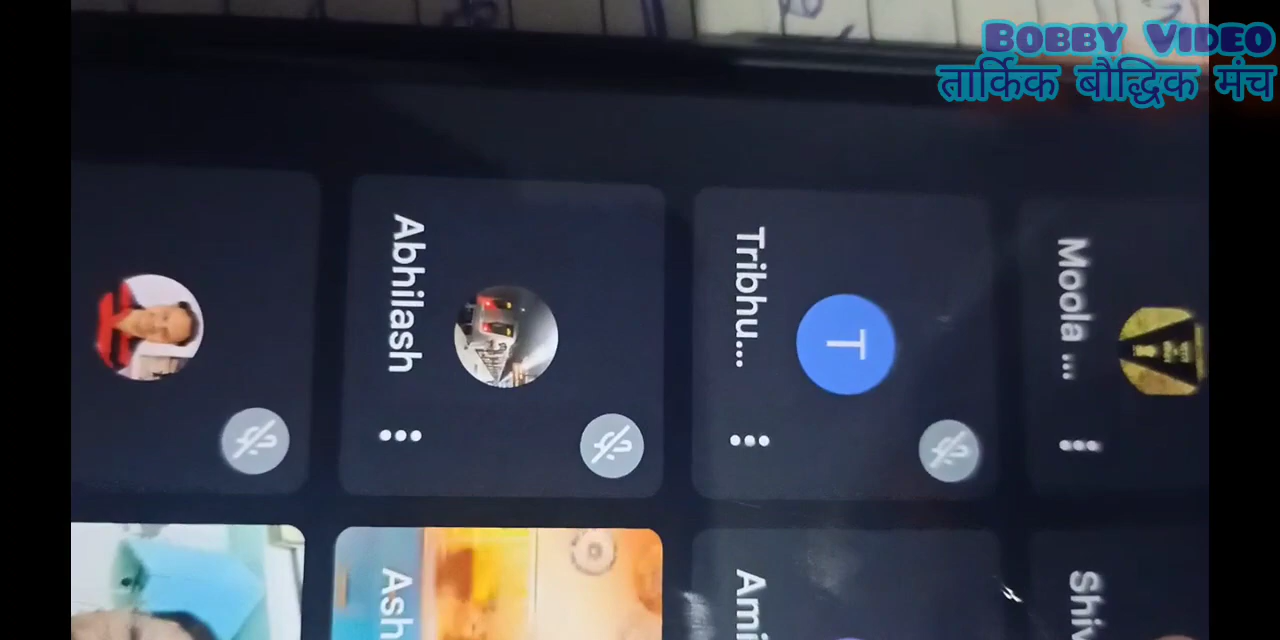 Bobby Video
तार्किक बौद्धिक मंच
Abhilash
Tribhu...
T
Moola ...
Ash
Ami
Shiv